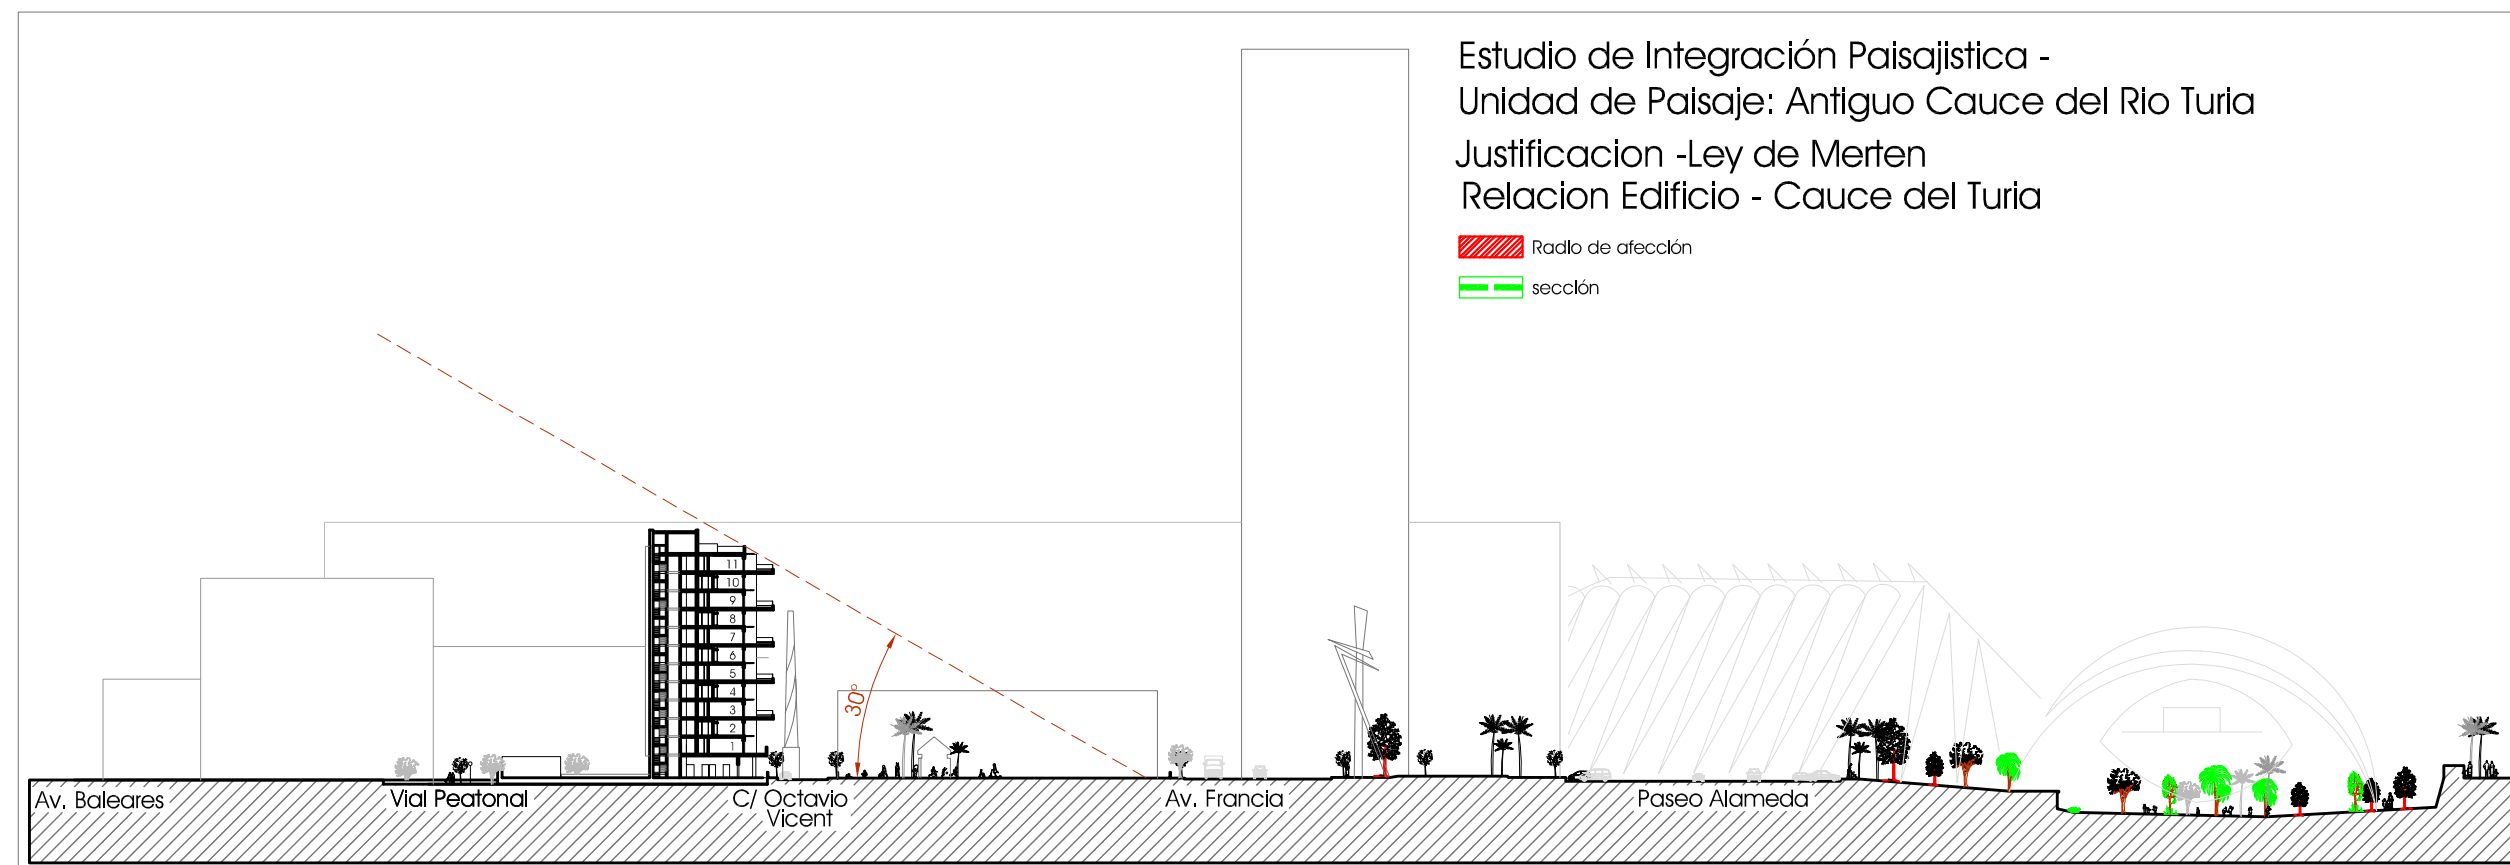 Estudio de Integración Paisajistica -
Unidad de Paisaje: Antiguo Cauce del Rio Turia
Justificacion -Ley de Merten
Relacion Edificio - Cauce del Turia
Radio de afección
sección
11
10
9
8
7
6
5
4
3
2
1
30°
Av. Baleares
Vial Peatonal
C/ Octavio
Vicent
Av. Francia
Paseo Alameda